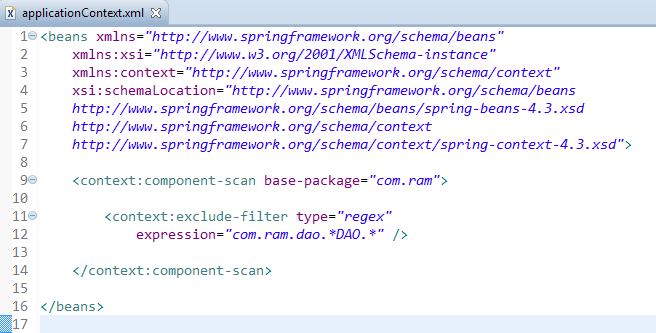 applicationContext.xml
1 <beans xmlns="http://www.springframework.org/schema/beans"
2     xmlns:xsi="http://www.w3.org/2001/XMLSchema-instance"
3     xmlns:context="http://www.springframework.org/schema/context"
4     xsi:schemaLocation="http://www.springframework.org/schema/beans
5     http://www.springframework.org/schema/beans/spring-beans-4.3.xsd
6     http://www.springframework.org/schema/context
7     http://www.springframework.org/schema/context/spring-context-4.3.xsd">
8
9     <context:component-scan base-package="com.ram">
10
11         <context:exclude-filter type="regex"
12             expression="com.ram.dao.*DAO.*" />
13
14     </context:component-scan>
15
16 </beans>
17